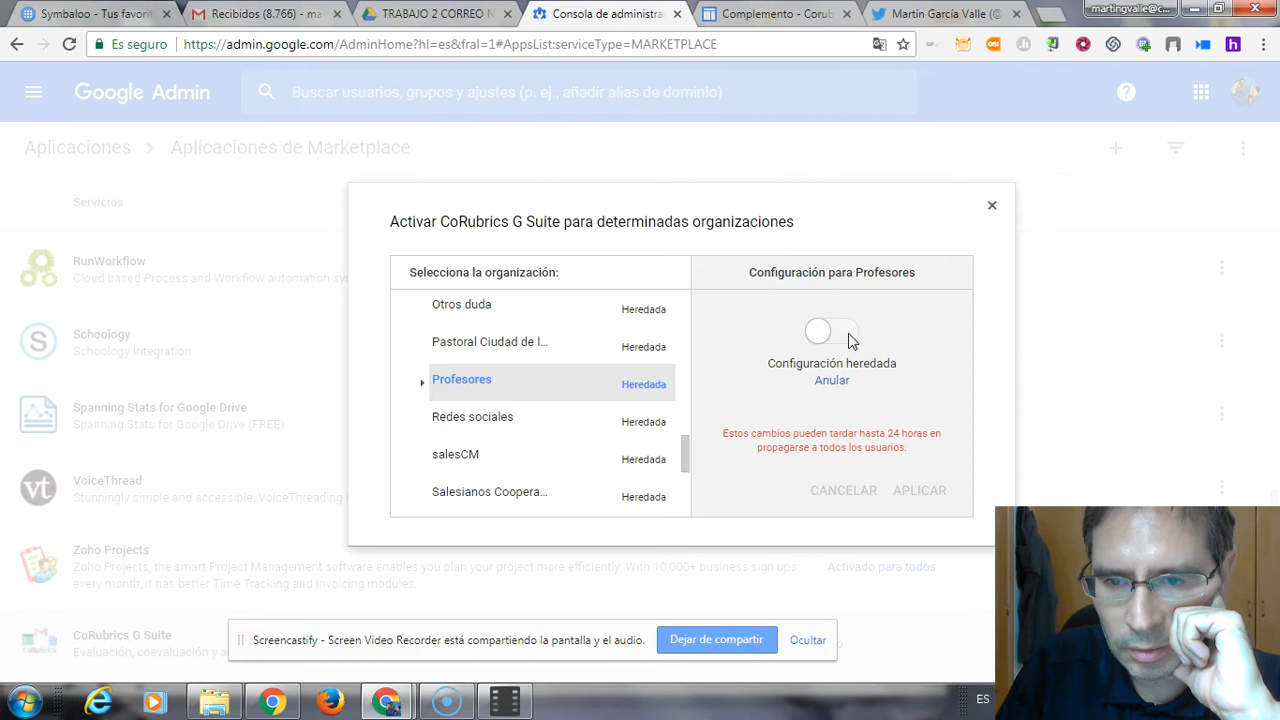 Symbaloo - Tus favorit
Recibidos (8.766) - ma
TRABAJO 2.0 CURSO N
Consola de administra
Complemento - Corub
Martín García Valle (@
martingvalle@c...
Es seguro
https://admin.google.com/AdminHome?hl=es&fral=1#AppList:serviceType=MARKETPLACE
Google Admin
Buscar usuarios, grupos y ajustes (p. ej., añadir alias de dominio)
Aplicaciones > Aplicaciones de Marketplace
Servicios
RunWorkflow
Cloud based Process and Workflow automation sy
Schoology
Schoology integration
Spanning Stats for Google Drive
Spanning Stats for Google Drive (FREE)
VoiceThread
Stunningly simple and accessible, VoiceThreading
Zoho Projects
Zoho Projects, the smart Project Management software enables you plan your project more efficiently. With 10,000+ business sign ups
every month, it has better Time Tracking and Invoicing modules.
Activado para todos
CoRubrics G Suite
Evaluación, coevaluación y a
Activar CoRubrics G Suite para determinadas organizaciones
Selecciona la organización:
Otros duda Heredada
Pastoral Ciudad de l... Heredada
Profesores Heredada
Redes sociales Heredada
salesCM Heredada
Salesianos Coopera... Heredada
Configuración para Profesores
Configuración heredada
Anular
Estos cambios pueden tardar hasta 24 horas en
propagarse a todos los usuarios.
CANCELAR APLICAR
Screencastify - Screen Video Recorder está compartiendo la pantalla y el audio.
Dejar de compartir
Ocultar
ES